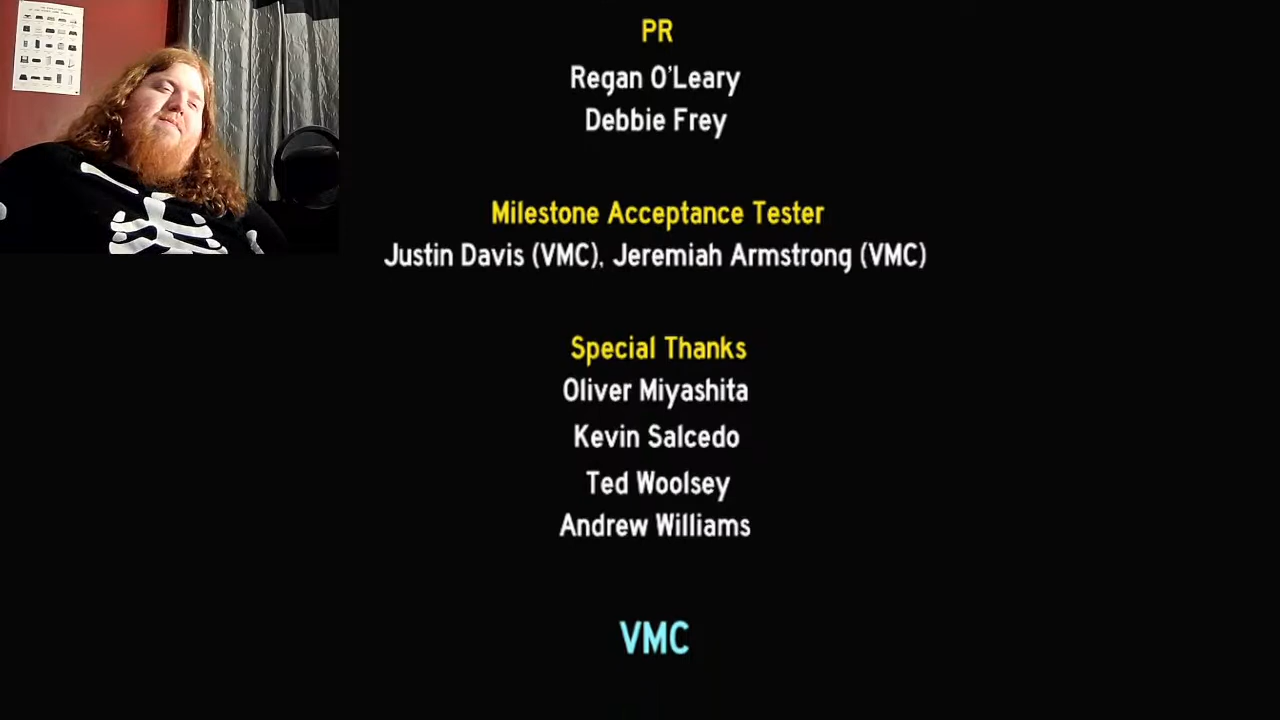 PR
Regan O'Leary
Debbie Frey
Milestone Acceptance Tester
Justin Davis (VMC), Jeremiah Armstrong (VMC)
Special Thanks
Oliver Miyashita
Kevin Salcedo
Ted Woolsey
Andrew Williams
VMC